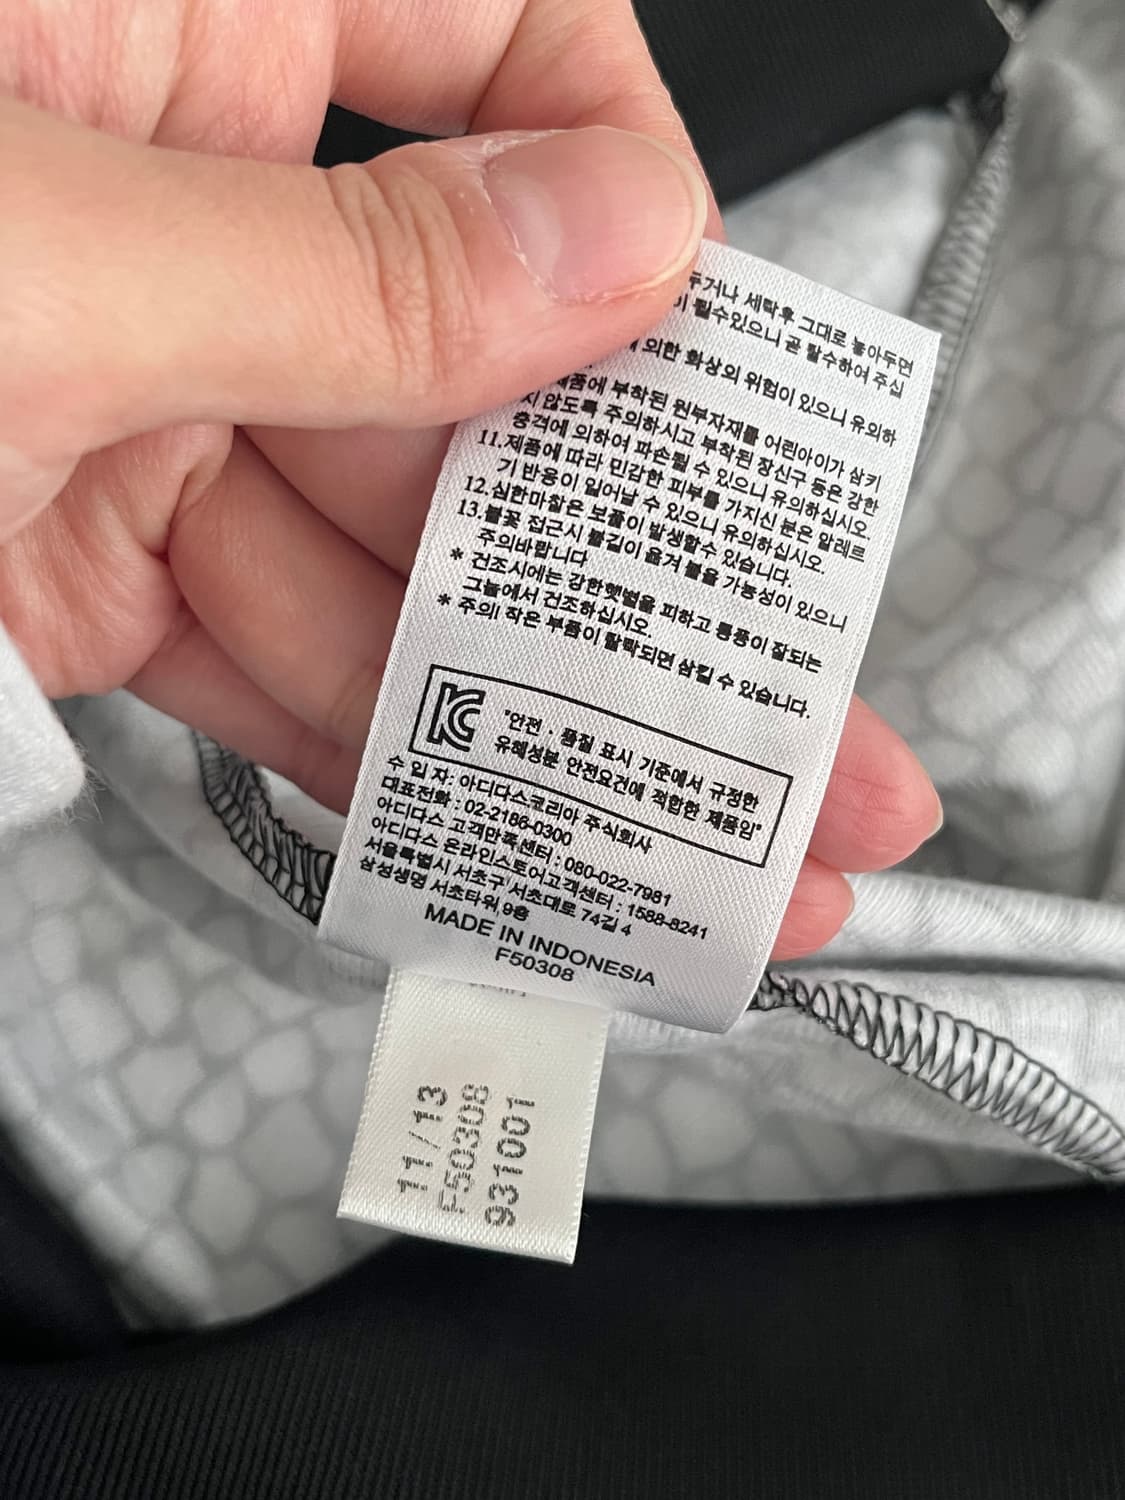 두거나 세탁후 그대로 놓아두면
이 될수있으니 곧 탈수하여 주십
의한 화상의 위험이 있으니 유의하
제품에 부착된 원부자재를 어린아이가 삼키
지 않도록 주의하시고 부착된 장신구 등은 강한
충격에 의하여 파손될 수 있으니 유의하십시오.
11.제품에 따라 민감한 피부를 가지신 분은 알레르
기 반응이 일어날 수 있으니 유의하십시오.
12.심한마찰은 보풀이 발생할수 있습니다.
13.불꽃 접근시 불길이 옮겨 붙을 가능성이 있으니
주의바랍니다
* 건조시에는 강한햇볕을 피하고 통풍이 잘되는
그늘에서 건조하십시오.
* 주의! 작은 부품이 탈락되면 삼킬 수 있습니다.
KC
"안전 . 품질 표시 기준에서 규정한
유해성분 안전요건에 적합한 제품임"
수 입 자: 아디다스코리아 주식회사
대표전화 : 02-2186-0300
아디다스 고객만족센터 : 080-022-7981
아디다스 온라인스토어고객센터 : 1588-8241
서울특별시 서초구 서초대로 74길 4
삼성생명 서초타워,9층
MADE IN INDONESIA
F50308
11/13
F50308
931001